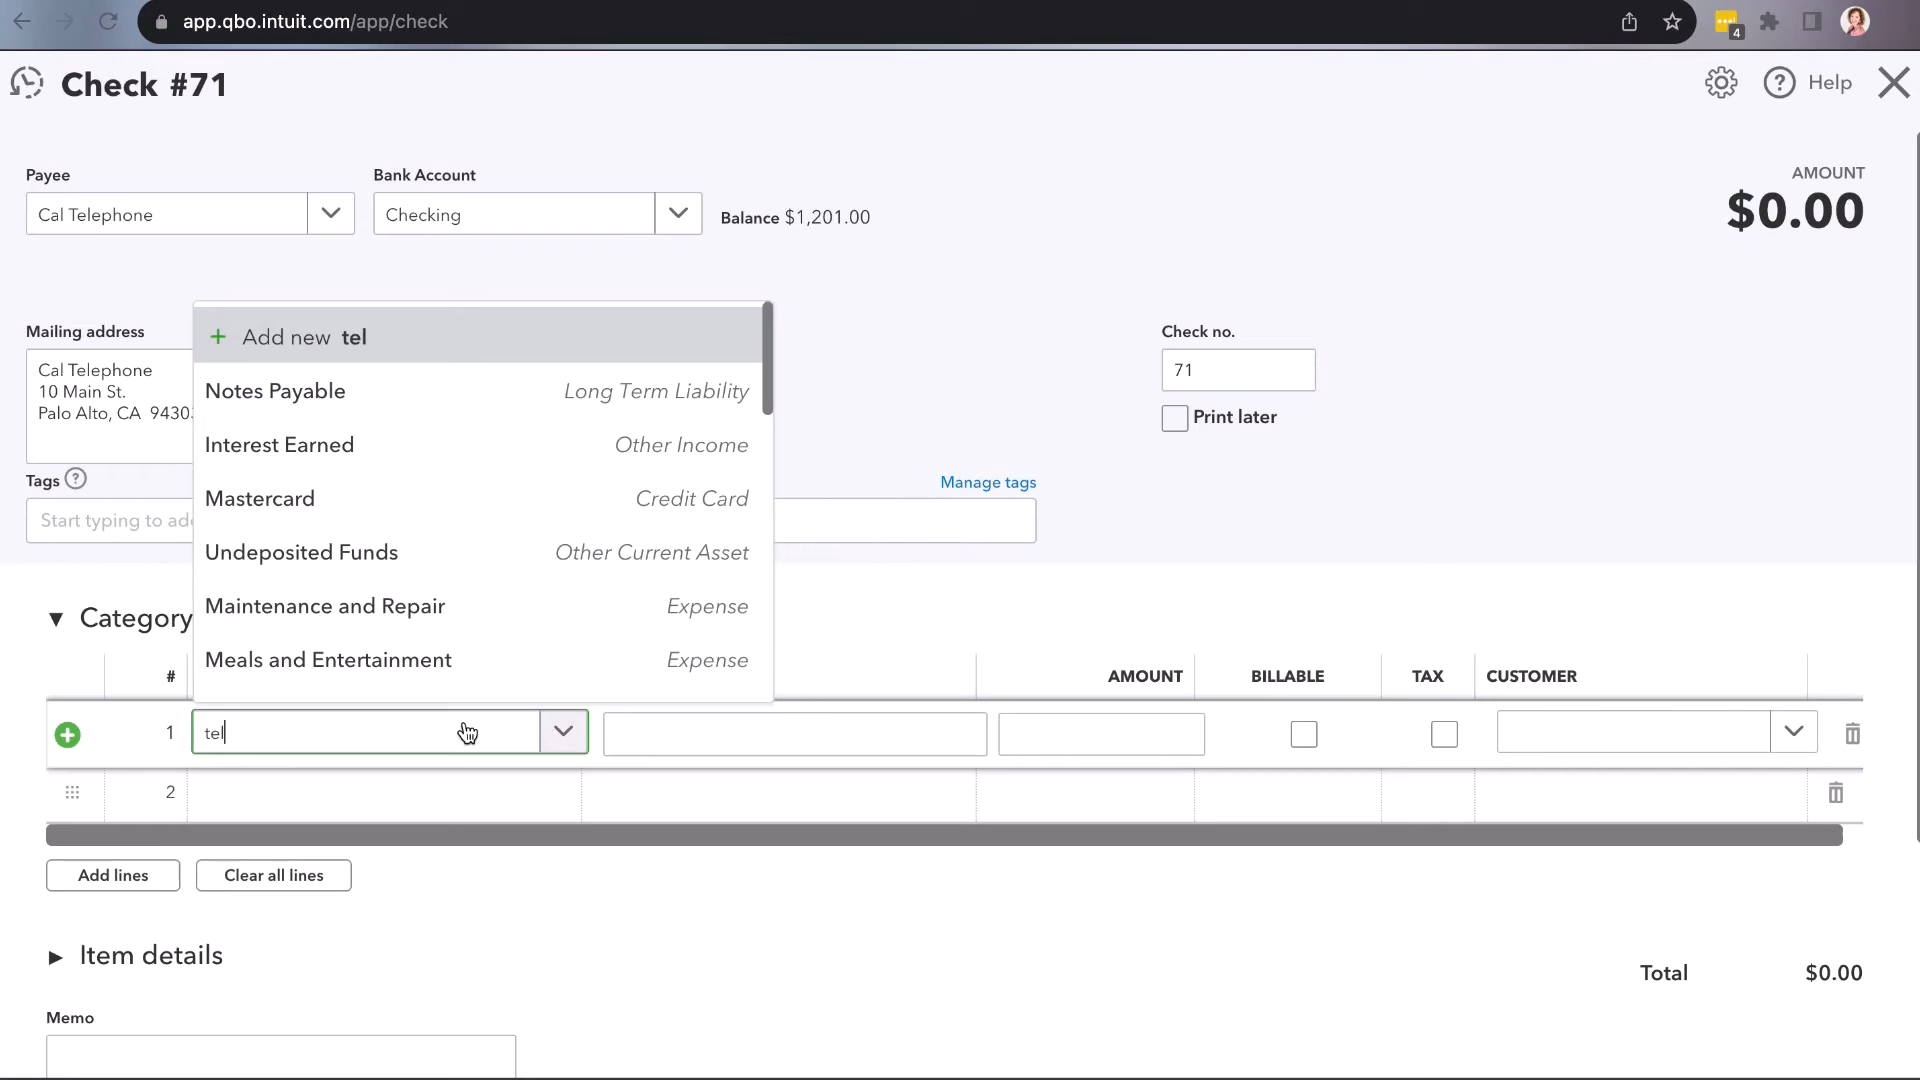 app.qbo.intuit.com/app/check
4
Check #71
Help
Payee
Bank Account
AMOUNT
Cal Telephone
Checking
Balance $1,201.00
$0.00
Mailing address
+ Add new tel
Check no.
Cal Telephone
10 Main St.
Palo Alto, CA 9430
71
Notes Payable Long Term Liability
Print later
Interest Earned Other Income
Tags ?
Manage tags
Mastercard Credit Card
Start typing to ad
Undeposited Funds Other Current Asset
Maintenance and Repair Expense
Category
Meals and Entertainment Expense
# AMOUNT BILLABLE TAX CUSTOMER
1 tel
2
Add lines
Clear all lines
Item details
Total $0.00
Memo